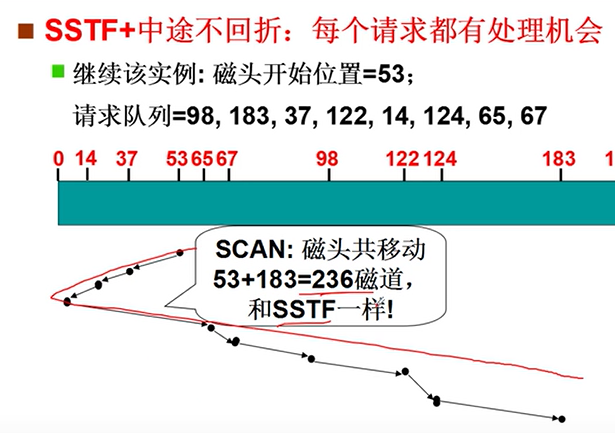 SSTF+中途不回折：每个请求都有处理机会
继续该实例: 磁头开始位置=53；
请求队列=98, 183, 37, 122, 14, 124, 65, 67
0 14 37 53 65 67 98 122 124 183 1
SCAN: 磁头共移动
53+183=236磁道，
和SSTF一样!